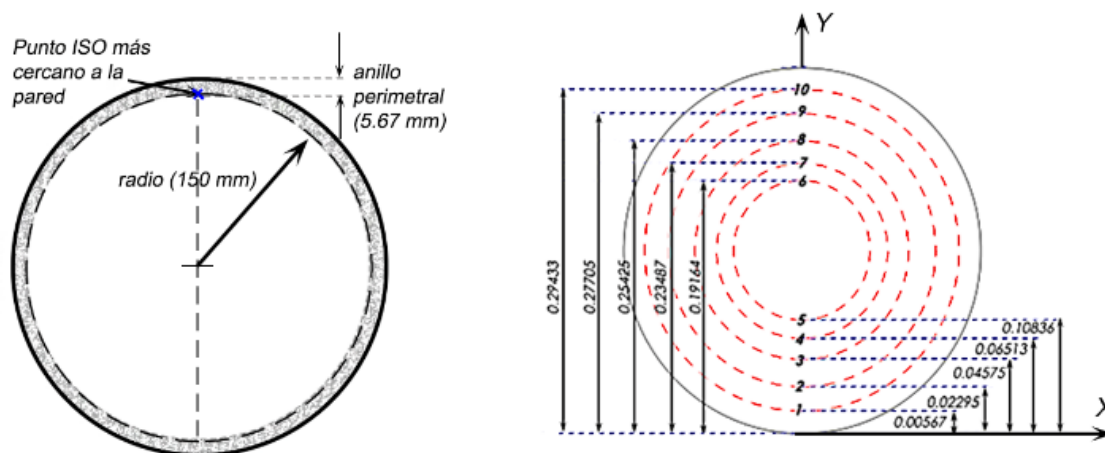 Punto ISO más
cercano a la
pared
anillo
perimetral
(5.67 mm)
radio (150 mm)
Y
X
10
9
8
7
6
5
4
3
2
1
0.29433
0.27705
0.25425
0.23487
0.19164
0.10836
0.06513
0.04575
0.02295
0.00567